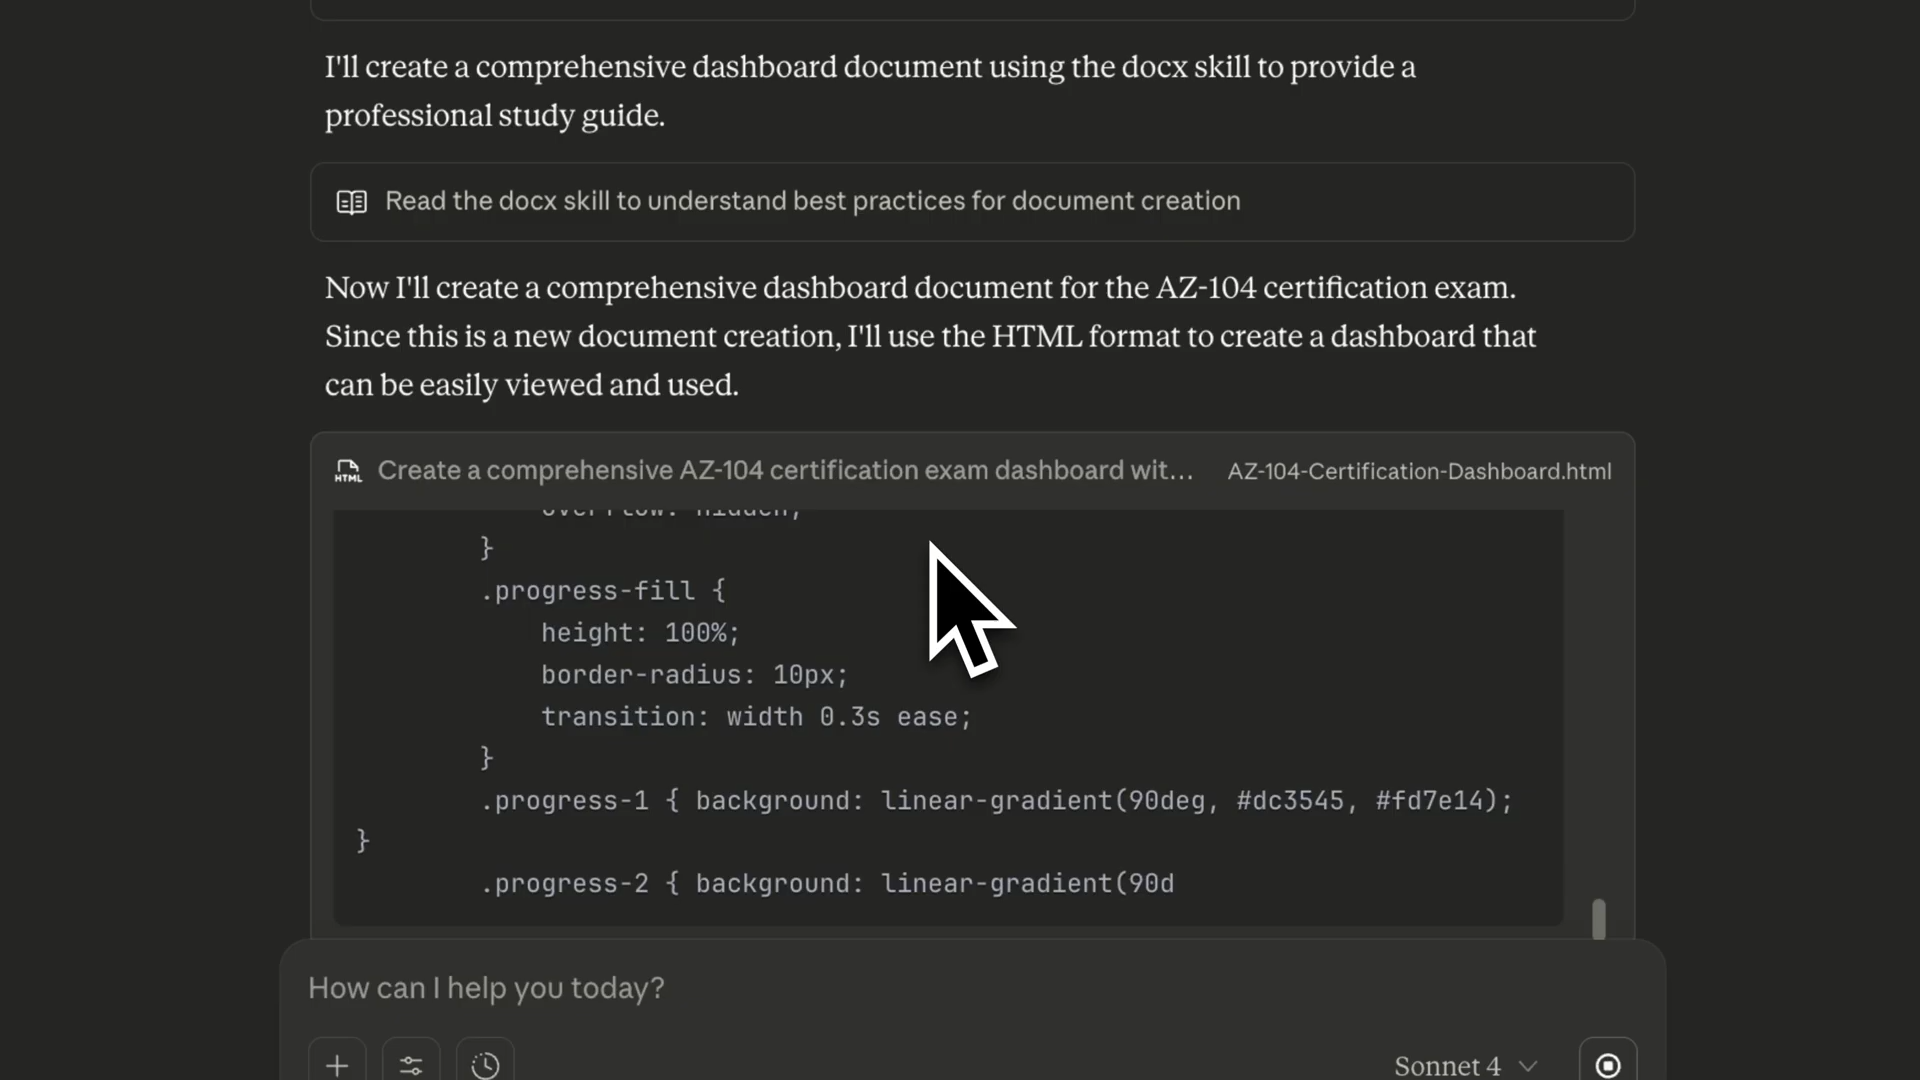 I'll create a comprehensive dashboard document using the docx skill to provide a
professional study guide.
Read the docx skill to understand best practices for document creation
Now I'll create a comprehensive dashboard document for the AZ-104 certification exam.
Since this is a new document creation, I'll use the HTML format to create a dashboard that
can be easily viewed and used.
HTML Create a comprehensive AZ-104 certification exam dashboard wit... AZ-104-Certification-Dashboard.html
overflow: hidden;
}
.progress-fill {
height: 100%;
border-radius: 10px;
transition: width 0.3s ease;
}
.progress-1 { background: linear-gradient(90deg, #dc3545, #fd7e14);
}
.progress-2 { background: linear-gradient(90d
How can I help you today?
Sonnet 4